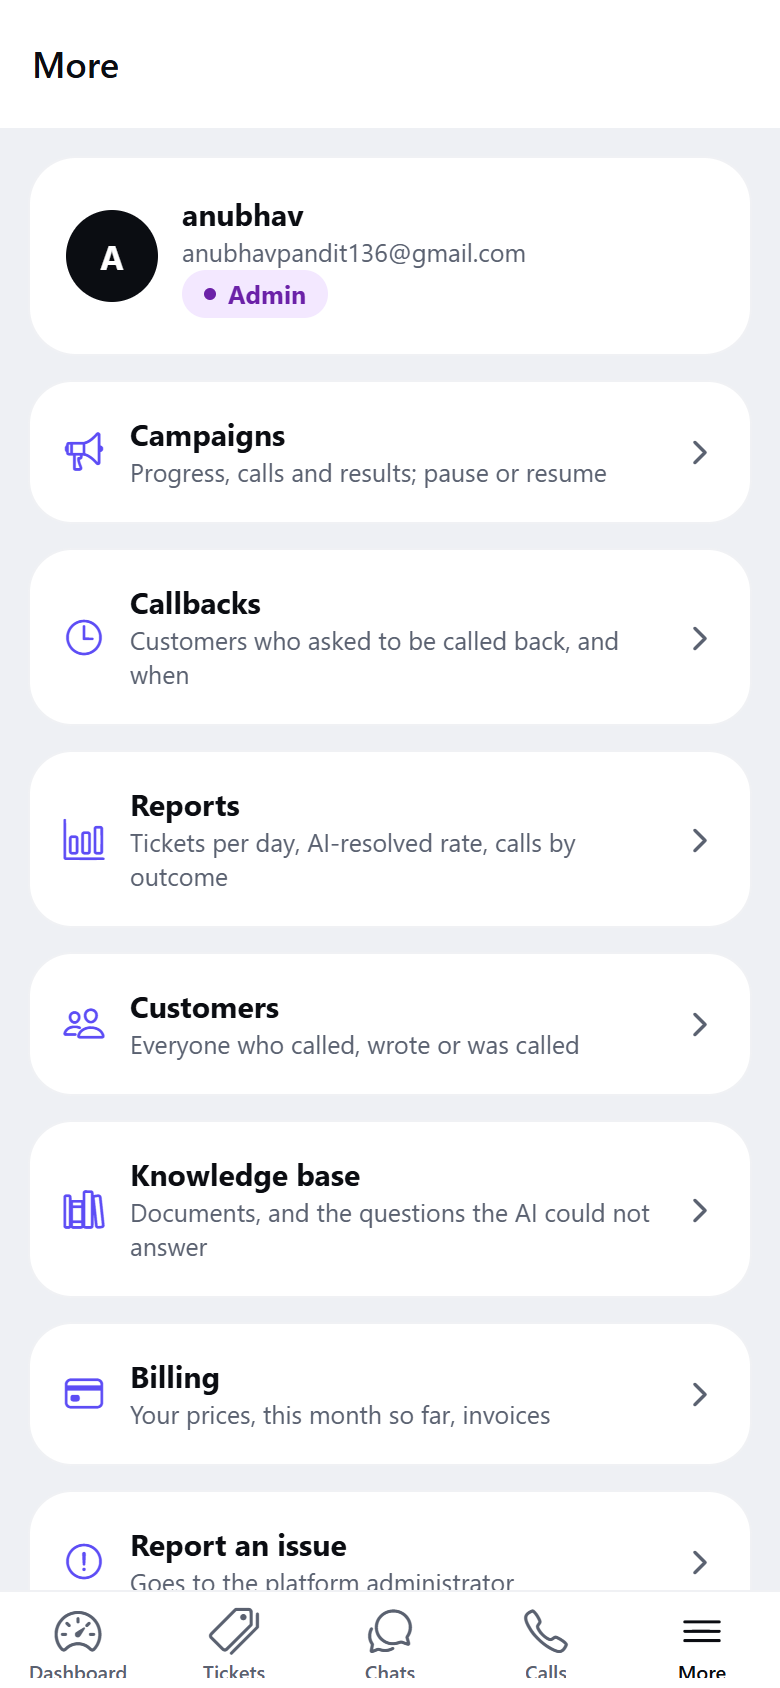 More
A
anubhav
anubhavpandit136@gmail.com
Admin
Campaigns
Progress, calls and results; pause or resume
Callbacks
Customers who asked to be called back, and
when
Reports
Tickets per day, AI-resolved rate, calls by
outcome
Customers
Everyone who called, wrote or was called
Knowledge base
Documents, and the questions the AI could not
answer
Billing
Your prices, this month so far, invoices
Report an issue
Goes to the platform administrator
Dashboard
Tickets
Chats
Calls
More